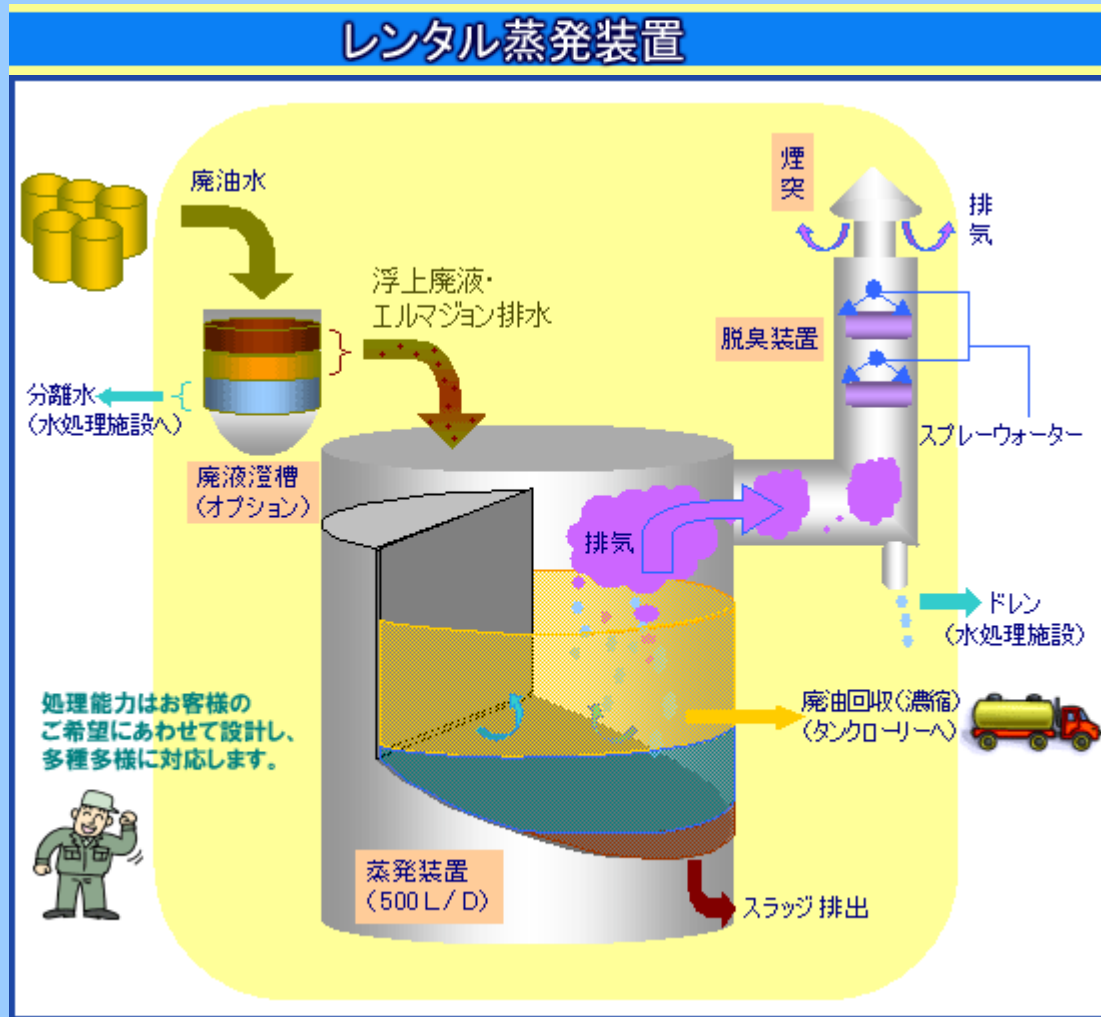 レンタル蒸発装置
廃油水
浮上廃液・
エルマジョン排水
分離水
(水処理施設へ)
廃液澄槽
(オプション)
煙
突
排
気
脱臭装置
スプレーウォーター
排気
ドレン
(水処理施設)
廃油回収(濃縮)
(タンクローリーへ)
処理能力はお客様の
ご希望にあわせて設計し、
多種多様に対応します。
蒸発装置
(500L/D)
スラッジ排出